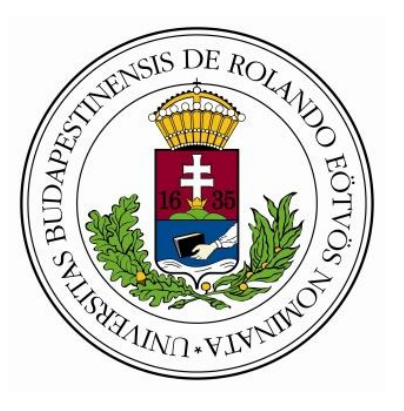 UNIVERSITAS BUDAPESTINENSIS DE ROLANDO EÖTVÖS NOMINATA
16 35